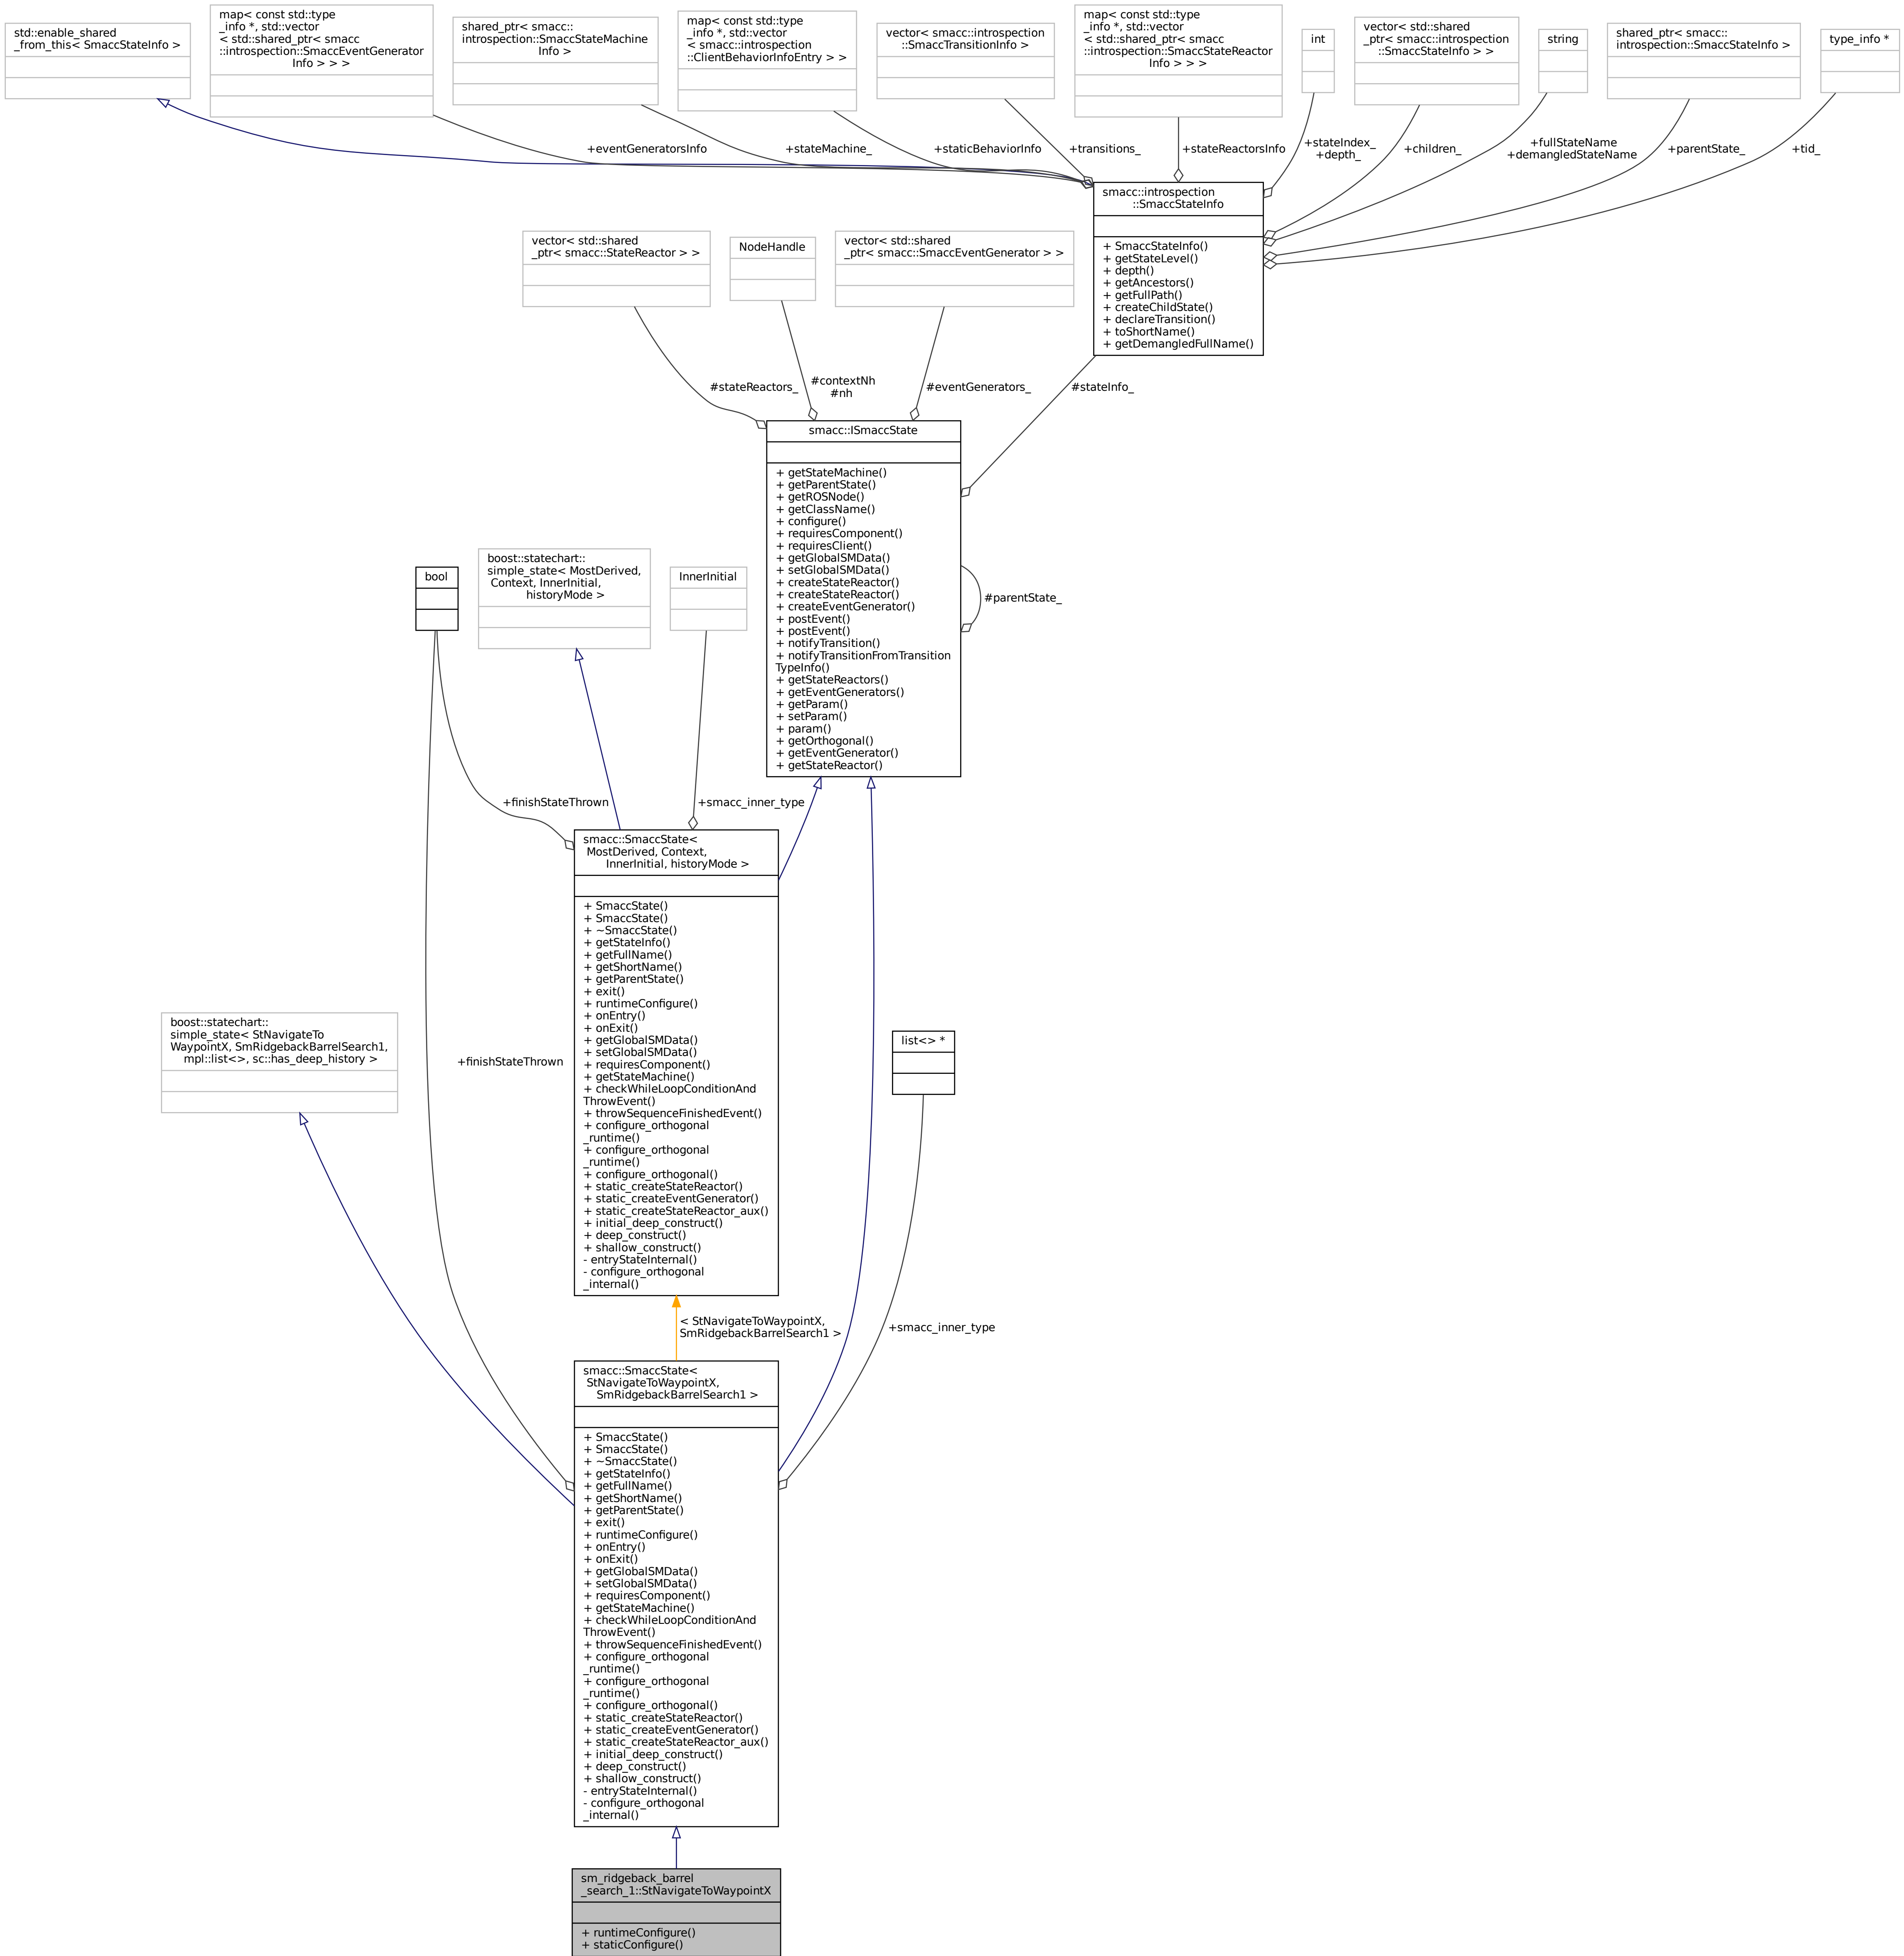 std::enable_shared
_from_this< SmaccStateInfo >
map< const std::type
_info *, std::vector
< std::shared_ptr< smacc
::introspection::SmaccEventGenerator
Info > > >
shared_ptr< smacc::
introspection::SmaccStateMachine
Info >
map< const std::type
_info *, std::vector
< smacc::introspection
::ClientBehaviorInfoEntry > >
vector< smacc::introspection
::SmaccTransitionInfo >
map< const std::type
_info *, std::vector
< std::shared_ptr< smacc
::introspection::SmaccStateReactor
Info > > >
int
vector< std::shared
_ptr< smacc::introspection
::SmaccStateInfo > >
string
shared_ptr< smacc::
introspection::SmaccStateInfo >
type_info *
+eventGeneratorsInfo
+stateMachine_
+staticBehaviorInfo
+transitions_
+stateReactorsInfo
+stateIndex_
+depth_
+children_
+fullStateName
+demangledStateName
+parentState_
+tid_
smacc::introspection
::SmaccStateInfo
+ SmaccStateInfo()
+ getStateLevel()
+ depth()
+ getAncestors()
+ getFullPath()
+ createChildState()
+ declareTransition()
+ toShortName()
+ getDemangledFullName()
vector< std::shared
_ptr< smacc::StateReactor > >
NodeHandle
vector< std::shared
_ptr< smacc::SmaccEventGenerator > >
#stateReactors_
#contextNh
#nh
#eventGenerators_
#stateInfo_
smacc::ISmaccState
+ getStateMachine()
+ getParentState()
+ getROSNode()
+ getClassName()
+ configure()
+ requiresComponent()
+ requiresClient()
+ getGlobalSMData()
+ setGlobalSMData()
+ createStateReactor()
+ createStateReactor()
+ createEventGenerator()
+ postEvent()
+ postEvent()
+ notifyTransition()
+ notifyTransitionFromTransition
TypeInfo()
+ getStateReactors()
+ getEventGenerators()
+ getParam()
+ setParam()
+ param()
+ getOrthogonal()
+ getEventGenerator()
+ getStateReactor()
#parentState_
bool
boost::statechart::
simple_state< MostDerived,
Context, InnerInitial,
historyMode >
InnerInitial
+finishStateThrown
+smacc_inner_type
smacc::SmaccState<
MostDerived, Context,
InnerInitial, historyMode >
+ SmaccState()
+ SmaccState()
+ ~SmaccState()
+ getStateInfo()
+ getFullName()
+ getShortName()
+ getParentState()
+ exit()
+ runtimeConfigure()
+ onEntry()
+ onExit()
+ getGlobalSMData()
+ setGlobalSMData()
+ requiresComponent()
+ getStateMachine()
+ checkWhileLoopConditionAnd
ThrowEvent()
+ throwSequenceFinishedEvent()
+ configure_orthogonal
_runtime()
+ configure_orthogonal
_runtime()
+ configure_orthogonal()
+ static_createStateReactor()
+ static_createEventGenerator()
+ static_createStateReactor_aux()
+ initial_deep_construct()
+ deep_construct()
+ shallow_construct()
- entryStateInternal()
- configure_orthogonal
_internal()
boost::statechart::
simple_state< StNavigateTo
WaypointX, SmRidgebackBarrelSearch1,
mpl::list<>, sc::has_deep_history >
+finishStateThrown
list<> *
< StNavigateToWaypointX,
SmRidgebackBarrelSearch1 >
+smacc_inner_type
smacc::SmaccState<
StNavigateToWaypointX,
SmRidgebackBarrelSearch1 >
+ SmaccState()
+ SmaccState()
+ ~SmaccState()
+ getStateInfo()
+ getFullName()
+ getShortName()
+ getParentState()
+ exit()
+ runtimeConfigure()
+ onEntry()
+ onExit()
+ getGlobalSMData()
+ setGlobalSMData()
+ requiresComponent()
+ getStateMachine()
+ checkWhileLoopConditionAnd
ThrowEvent()
+ throwSequenceFinishedEvent()
+ configure_orthogonal
_runtime()
+ configure_orthogonal
_runtime()
+ configure_orthogonal()
+ static_createStateReactor()
+ static_createEventGenerator()
+ static_createStateReactor_aux()
+ initial_deep_construct()
+ deep_construct()
+ shallow_construct()
- entryStateInternal()
- configure_orthogonal
_internal()
sm_ridgeback_barrel
_search_1::StNavigateToWaypointX
+ runtimeConfigure()
+ staticConfigure()